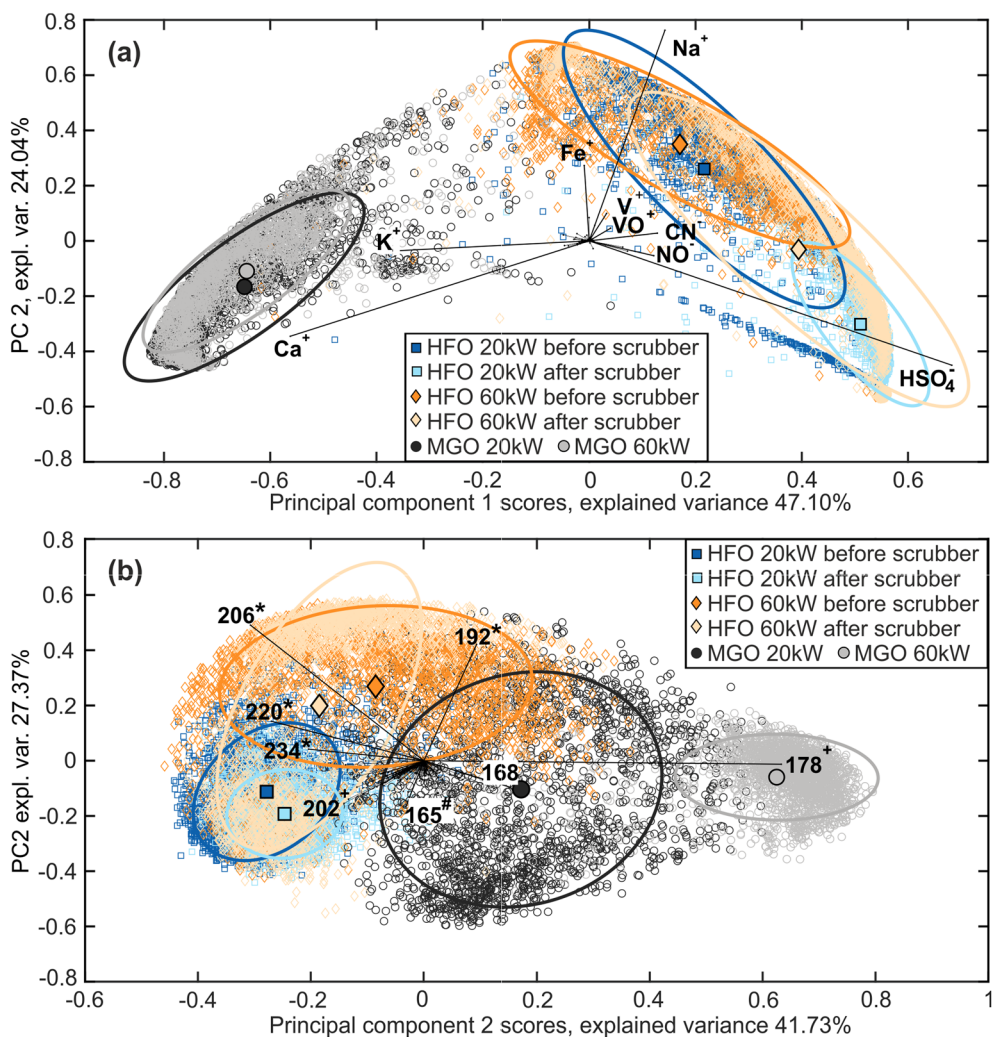 0.8
(a)
Na⁺
0.6
0.4
Fe⁺
0.2
V⁺
VO⁺
CN⁻
K⁺
NO⁻
0
-0.2
Ca⁺
HSO₄⁻
-0.4
-0.6
-0.8
PC 2, expl. var. 24.04%
HFO 20kW before scrubber
HFO 20kW after scrubber
HFO 60kW before scrubber
HFO 60kW after scrubber
MGO 20kW MGO 60kW
-0.8 -0.6 -0.4 -0.2 0 0.2 0.4 0.6
Principal component 1 scores, explained variance 47.10%
0.8
(b)
HFO 20kW before scrubber
HFO 20kW after scrubber
HFO 60kW before scrubber
HFO 60kW after scrubber
MGO 20kW MGO 60kW
0.6
206*
192*
0.4
0.2
220*
234*
0
178⁺
168
202⁺
165#
-0.2
-0.4
-0.6
-0.8
PC2 expl. var. 27.37%
-0.6 -0.4 -0.2 0 0.2 0.4 0.6 0.8 1
Principal component 2 scores, explained variance 41.73%